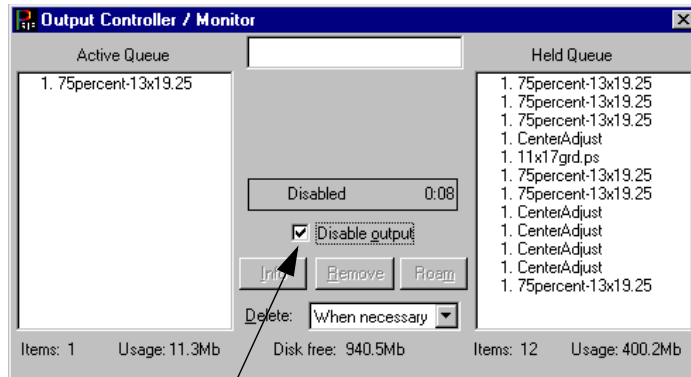 Output Controller / Monitor
Active Queue
Held Queue
1. 75percent-13x19.25
1. 75percent-13x19.25
1. 75percent-13x19.25
1. 75percent-13x19.25
1. CenterAdjust
1. 11x17grd.ps
1. 75percent-13x19.25
1. 75percent-13x19.25
1. CenterAdjust
1. CenterAdjust
1. CenterAdjust
1. CenterAdjust
1. 75percent-13x19.25
Disabled 0:08
Disable output
Info Remove Roam
Delete: When necessary
Items: 1 Usage: 11.3Mb Disk free: 940.5Mb Items: 12 Usage: 400.2Mb